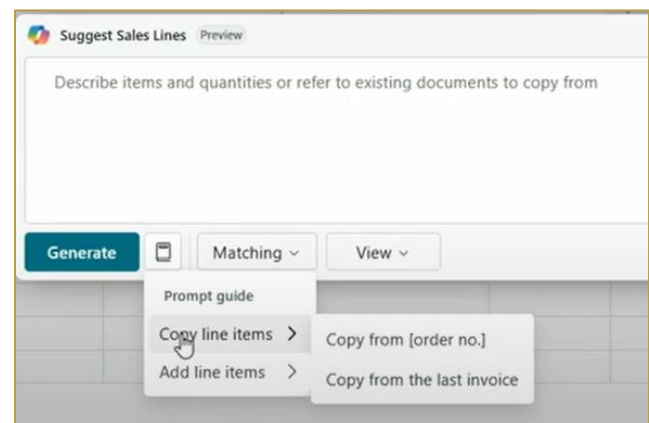 Suggest Sales Lines Preview
Describe items and quantities or refer to existing documents to copy from
Generate Matching View
Prompt guide
Copy line items
Copy from [order no.]
Add line items
Copy from the last invoice